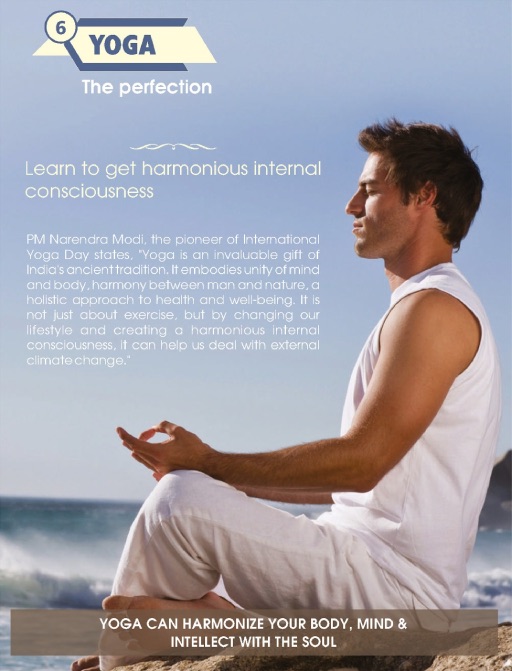 6
YOGA
The perfection
Learn to get harmonious internal
consciousness
PM Narendra Modi, the pioneer of International
Yoga Day states, "Yoga is an invaluable gift of
India's ancient tradition. It embodies unity of mind
and body, harmony between man and nature, a
holistic approach to health and well-being. It is
not just about exercise, but by changing our
lifestyle and creating a harmonious internal
consciousness, it can help us deal with external
climate change."
YOGA CAN HARMONIZE YOUR BODY, MIND &
INTELLECT WITH THE SOUL